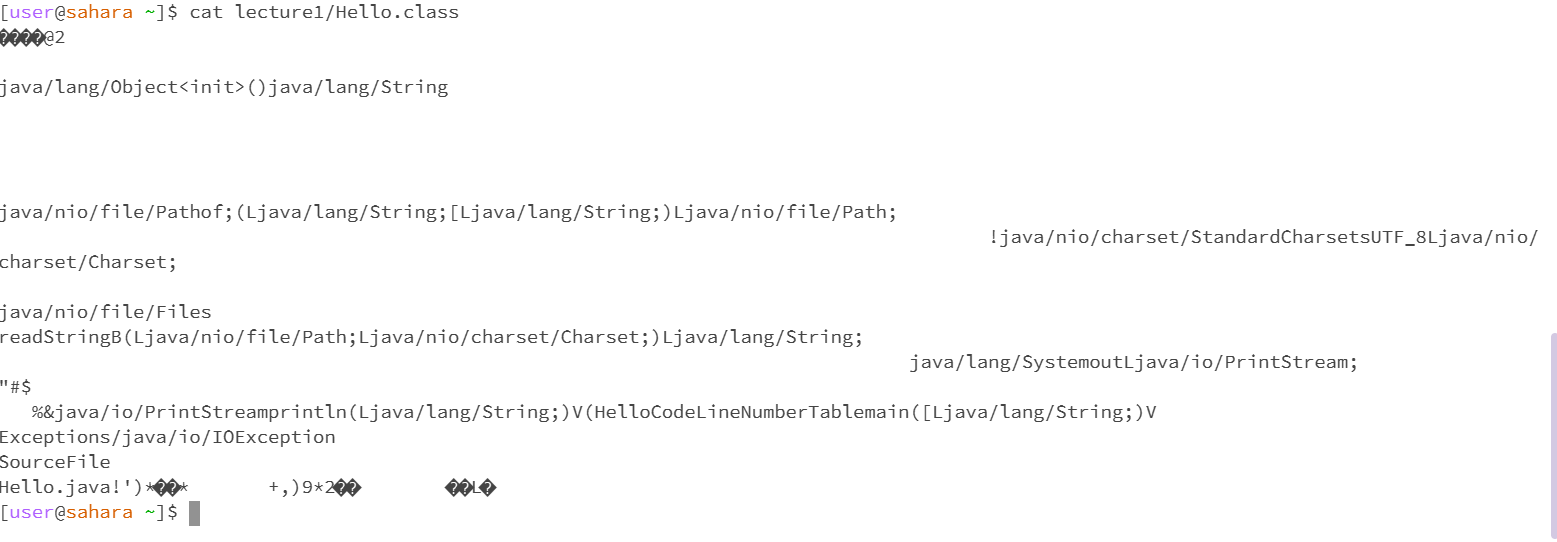 [user@sahara ~]$ cat lecture1/Hello.class
����@2
java/lang/Object<init>()java/lang/String
java/nio/file/Pathof;(Ljava/lang/String;[Ljava/lang/String;)Ljava/nio/file/Path;
!java/nio/charset/StandardCharsetsUTF_8Ljava/nio/
charset/Charset;
java/nio/file/Files
readStringB(Ljava/nio/file/Path;Ljava/nio/charset/Charset;)Ljava/lang/String;
java/lang/SystemoutLjava/io/PrintStream;
"#$
%&java/io/PrintStreamprintln(Ljava/lang/String;)V(HelloCodeLineNumberTablemain([Ljava/lang/String;)V
Exceptions/java/io/IOException
SourceFile
Hello.java!')*��* +,)9*2�� ��L�
[user@sahara ~]$